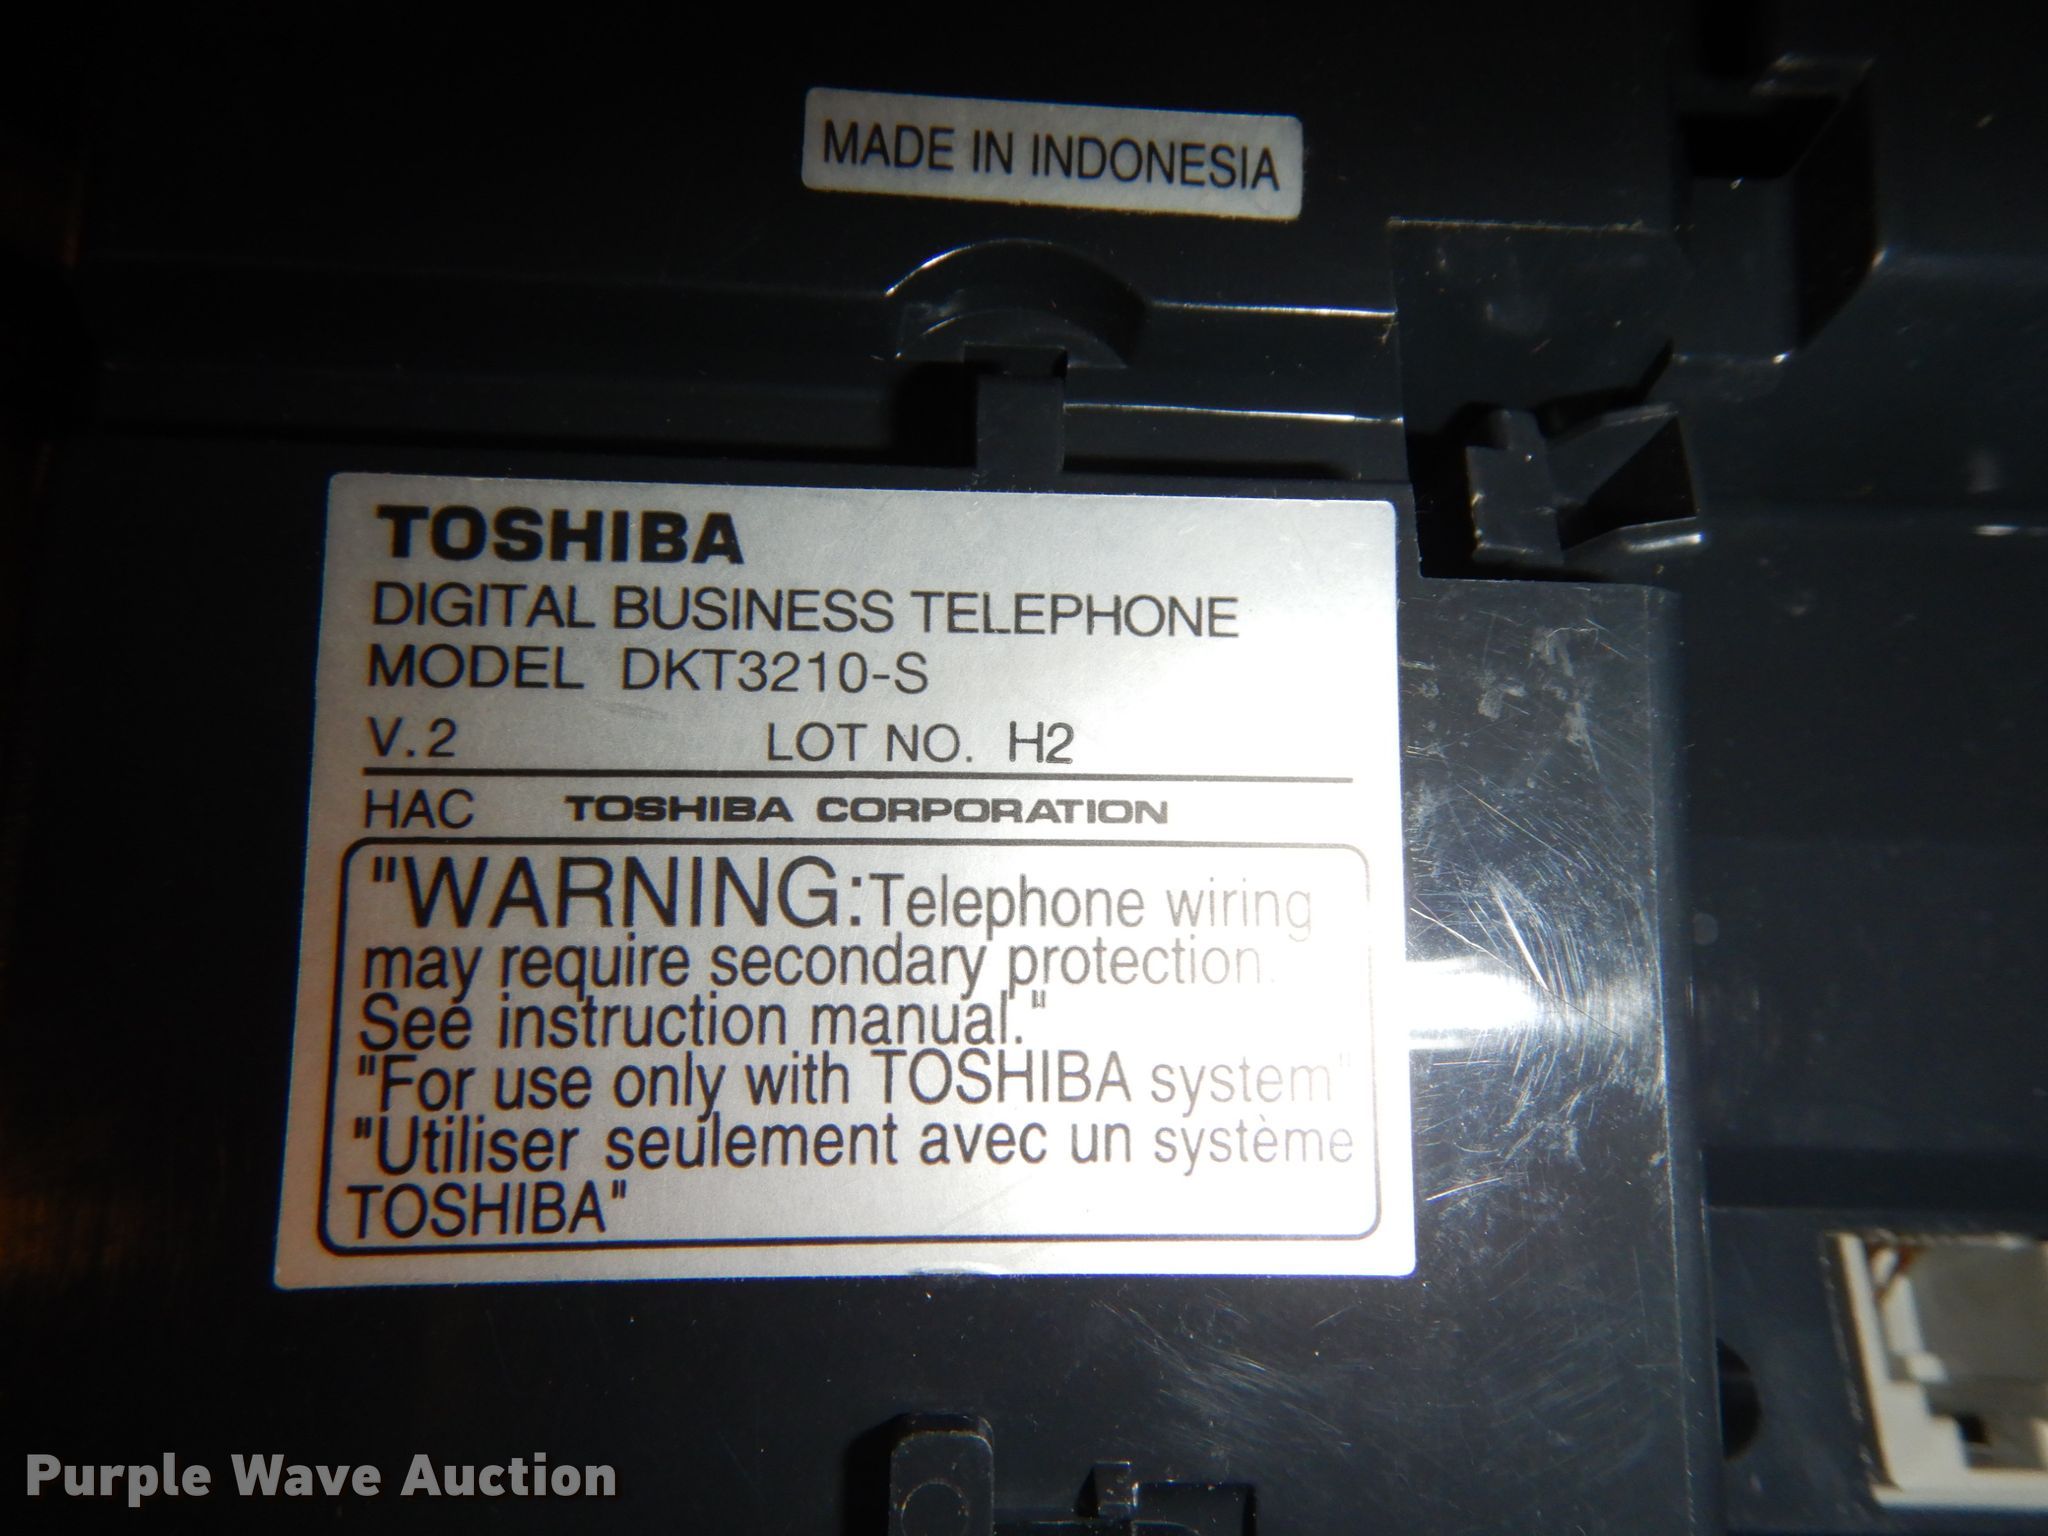 MADE IN INDONESIA
TOSHIBA
DIGITAL BUSINESS TELEPHONE
MODEL DKT3210-S
V.2 LOT NO. H2
HAC TOSHIBA CORPORATION
"WARNING:Telephone wiring
may require secondary protection.
See instruction manual."
"For use only with TOSHIBA system"
"Utiliser seulement avec un système
TOSHIBA"
Purple Wave Auction